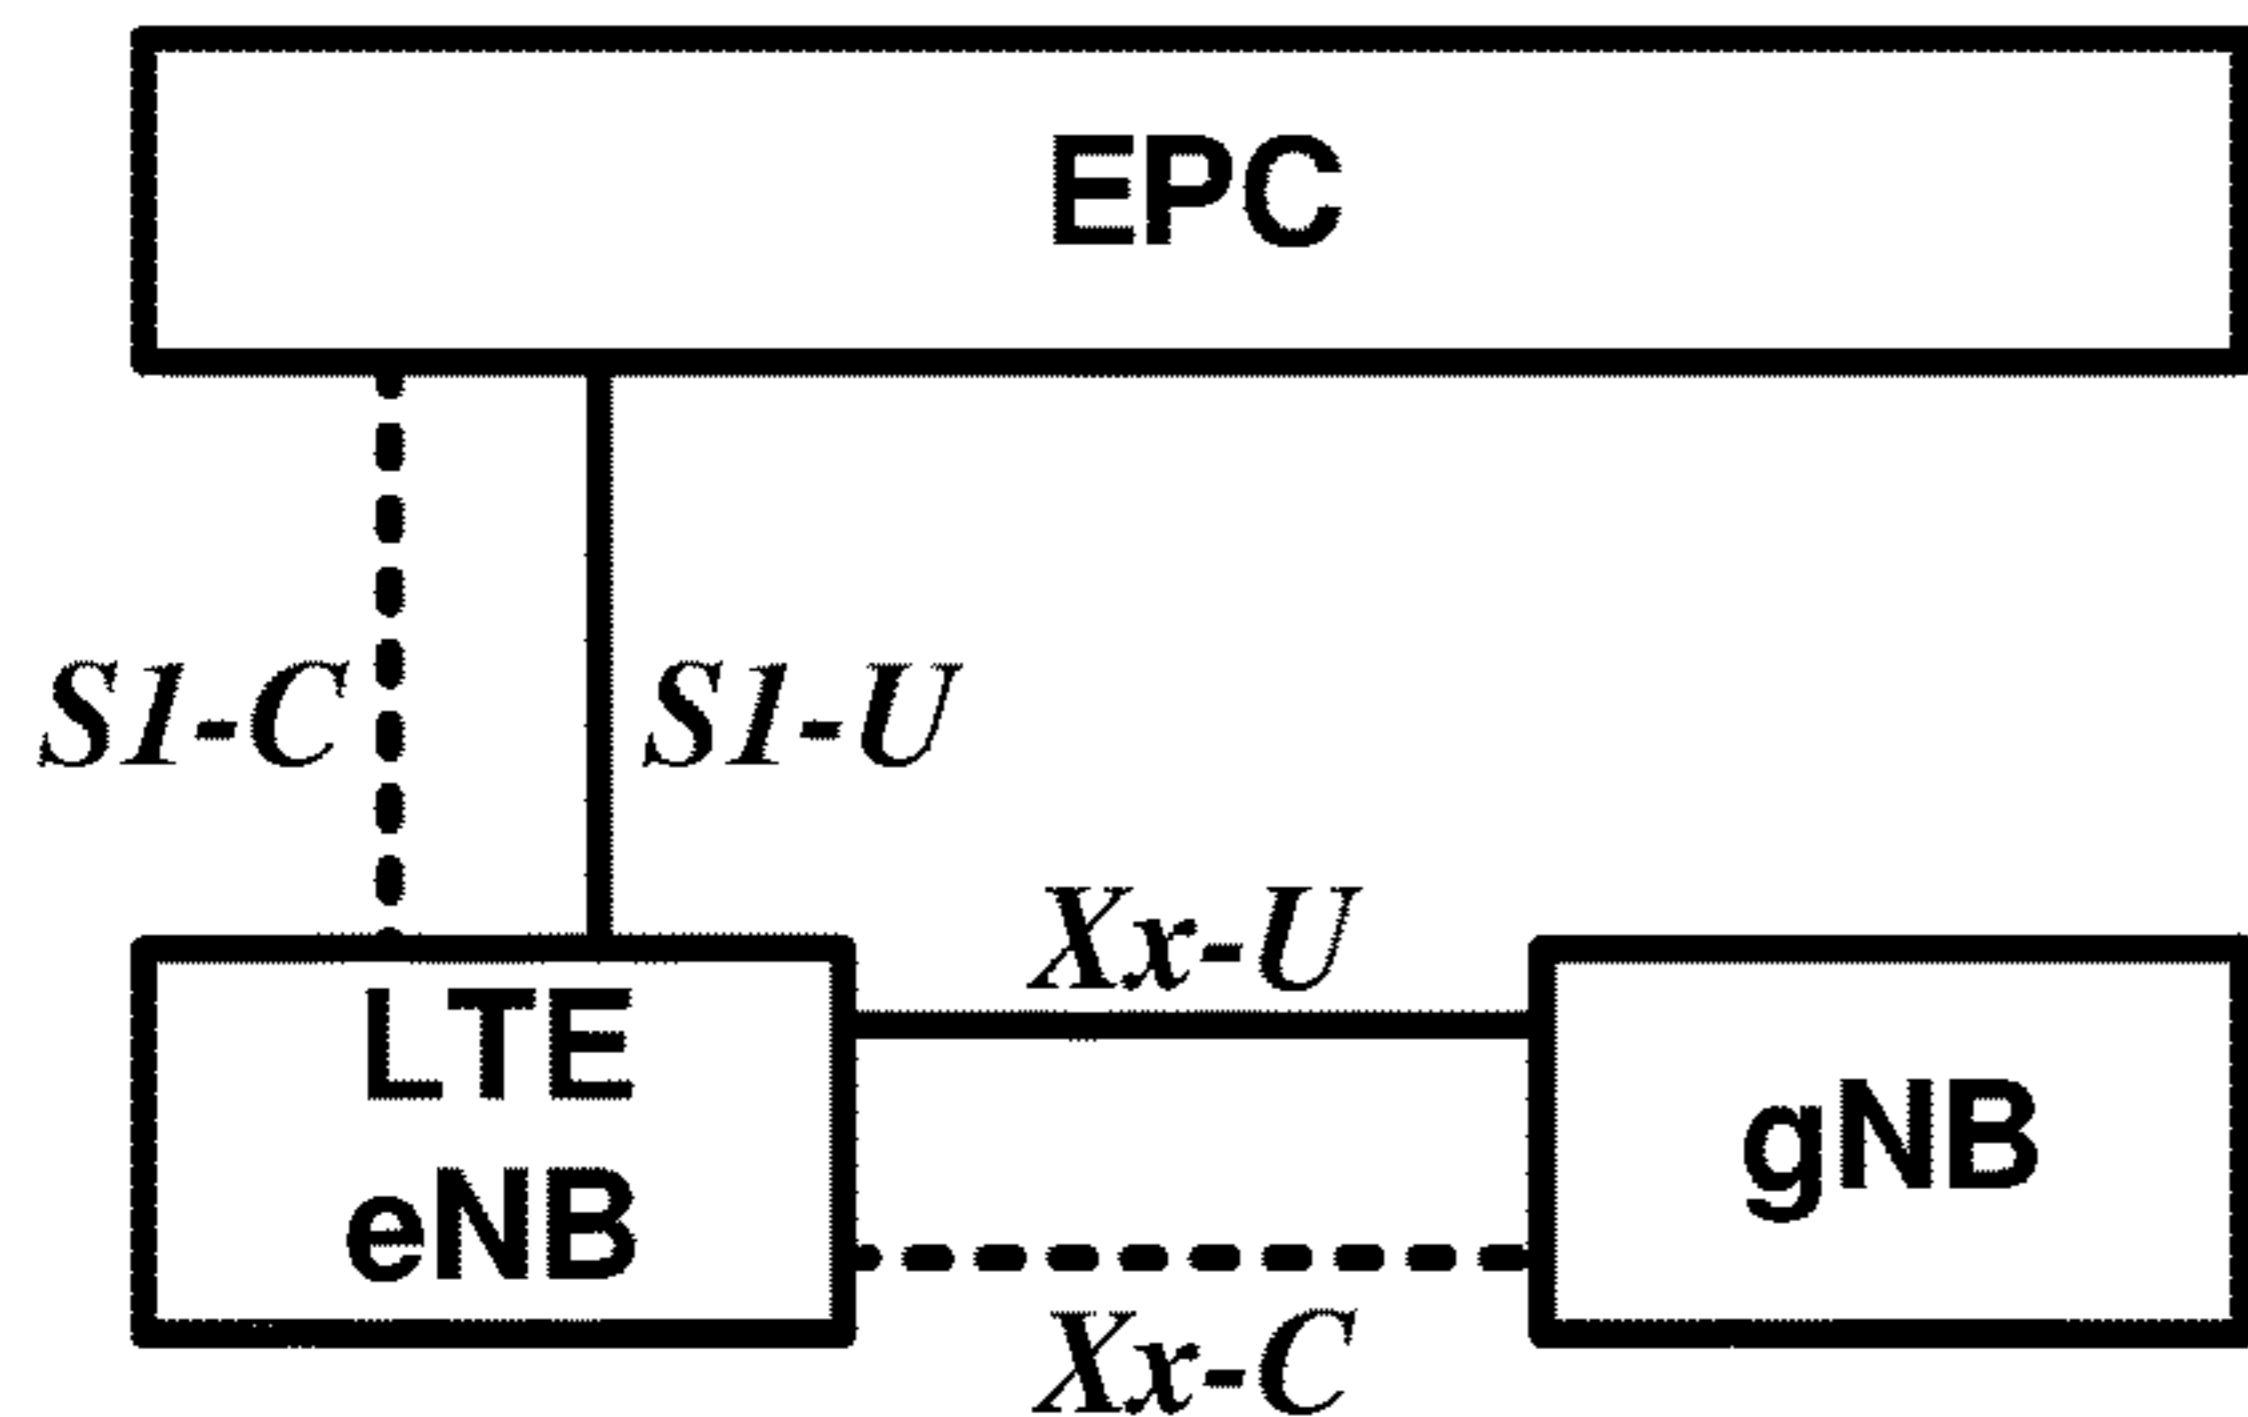 EPC
S1-C
S1-U
Xx-U
LTE
eNB
gNB
Xx-C